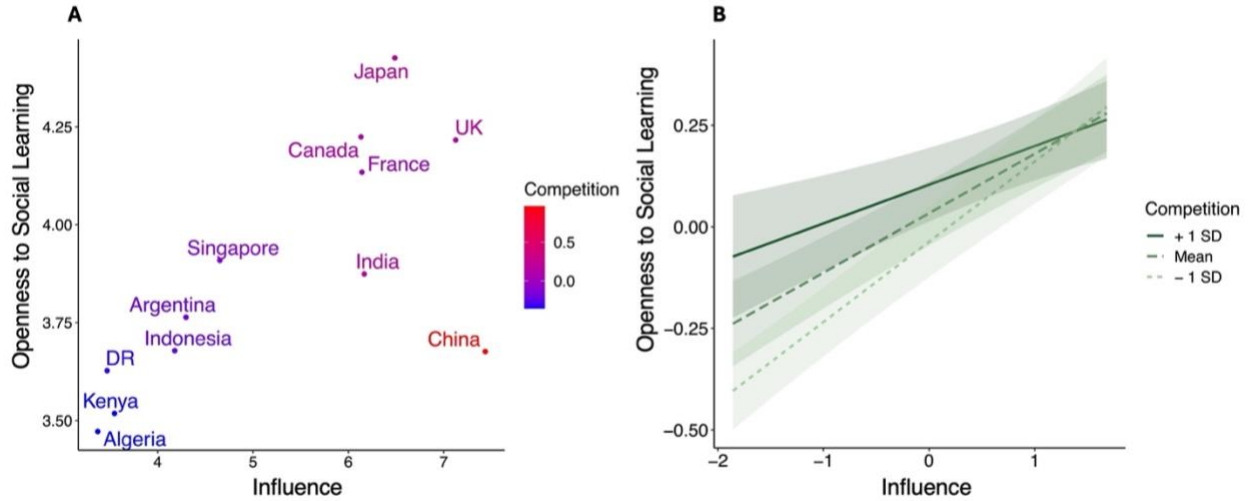 A
Openness to Social Learning
4.25
4.00
3.75
3.50
Japan
UK
Canada
France
Singapore
India
Argentina
Indonesia
China
DR
Kenya
Algeria
4 5 6 7
Influence
Competition
0.5
0.0
B
Openness to Social Learning
0.25
0.00
−0.25
−0.50
−2 −1 0 1
Influence
Competition
+ 1 SD
Mean
− 1 SD